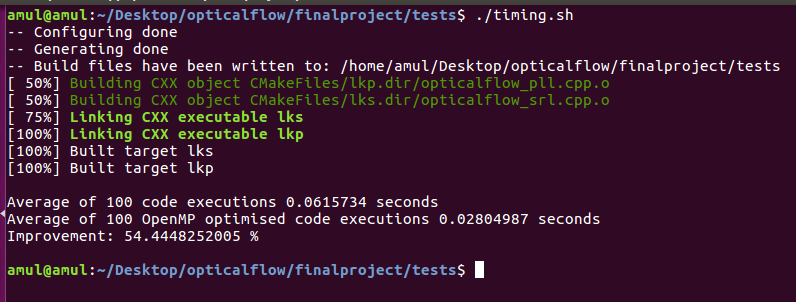 amul@amul:~/Desktop/opticalflow/finalproject/tests$ ./timing.sh
-- Configuring done
-- Generating done
-- Build files have been written to: /home/amul/Desktop/opticalflow/finalproject/tests
[ 50%] Building CXX object CMakeFiles/lkp.dir/opticalflow_pll.cpp.o
[ 50%] Building CXX object CMakeFiles/lks.dir/opticalflow_srl.cpp.o
[ 75%] Linking CXX executable lks
[100%] Linking CXX executable lkp
[100%] Built target lks
[100%] Built target lkp
Average of 100 code executions 0.0615734 seconds
Average of 100 OpenMP optimised code executions 0.02804987 seconds
Improvement: 54.4448252005 %
amul@amul:~/Desktop/opticalflow/finalproject/tests$